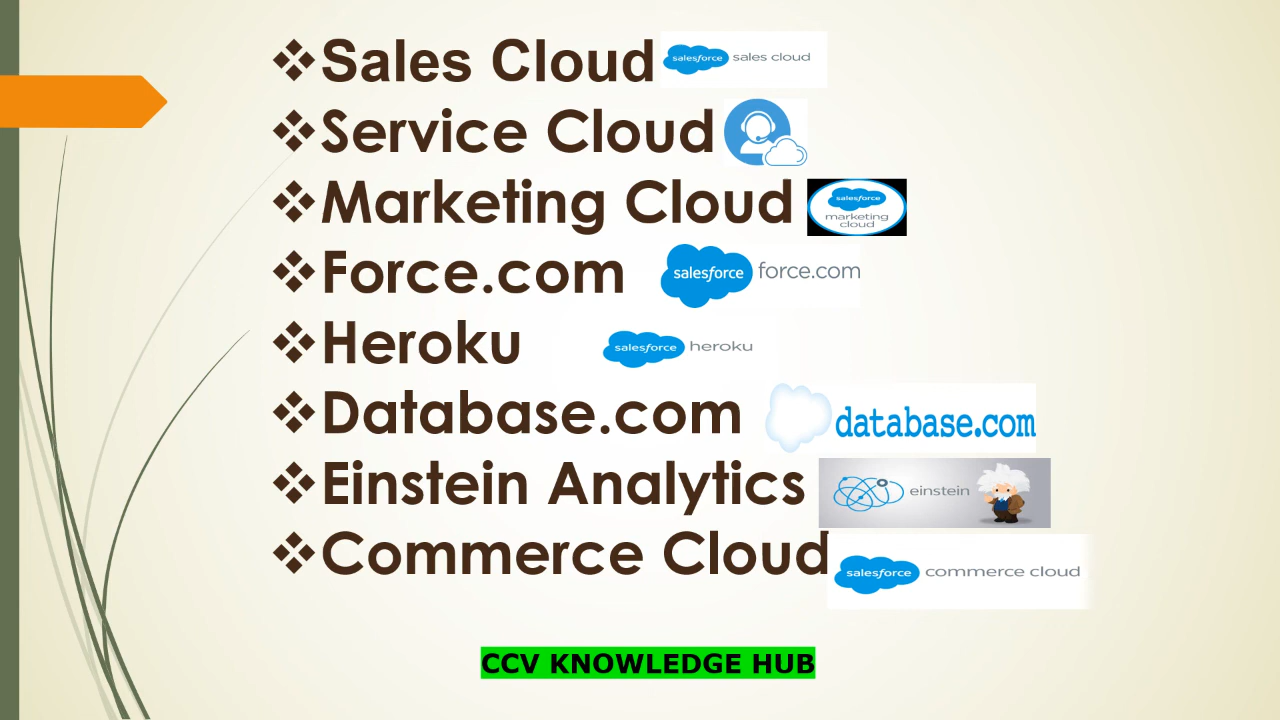 ❖Sales Cloud salesforce sales cloud
❖Service Cloud
❖Marketing Cloud salesforce marketing cloud
❖Force.com salesforce force.com
❖Heroku salesforce heroku
❖Database.com database.com
❖Einstein Analytics einstein
❖Commerce Cloud salesforce commerce cloud
CCV KNOWLEDGE HUB